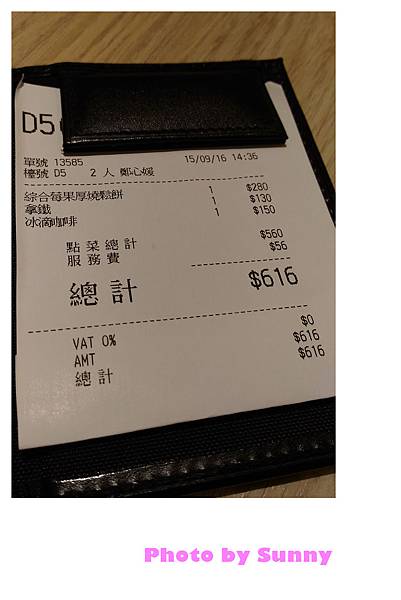 D5
單號 13585 15/09/16 14:36
檯號 D5 2 人 鄭心媛
綜合莓果厚燒鬆餅 1 $280
拿鐵 1 $130
冰滴咖啡 1 $150
點菜總計 $560
服務費 $56
總計 $616
VAT 0% $0
AMT $616
總計 $616
Photo by Sunny